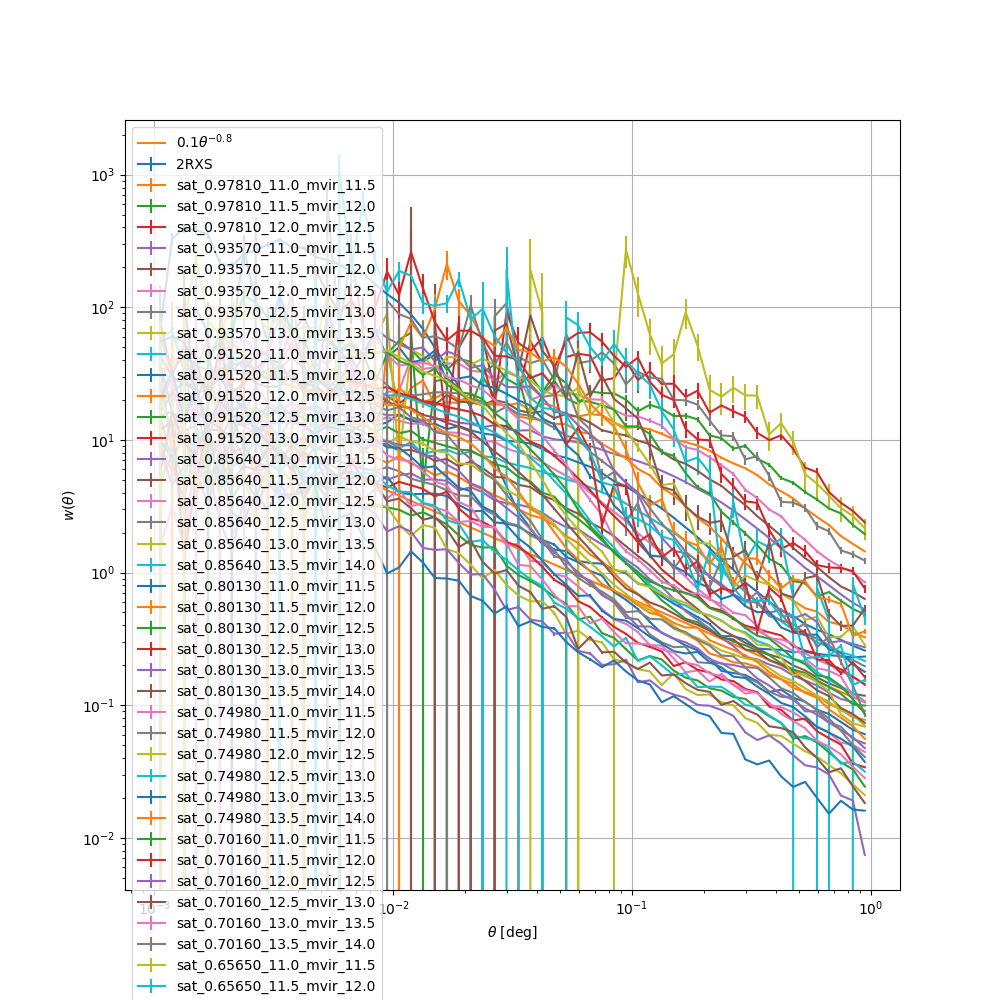 10³
10²
10¹
10⁰
10⁻¹
10⁻²
w(θ)
0.1θ^−0.8
2RXS
sat_0.97810_11.0_mvir_11.5
sat_0.97810_11.5_mvir_12.0
sat_0.97810_12.0_mvir_12.5
sat_0.93570_11.0_mvir_11.5
sat_0.93570_11.5_mvir_12.0
sat_0.93570_12.0_mvir_12.5
sat_0.93570_12.5_mvir_13.0
sat_0.93570_13.0_mvir_13.5
sat_0.91520_11.0_mvir_11.5
sat_0.91520_11.5_mvir_12.0
sat_0.91520_12.0_mvir_12.5
sat_0.91520_12.5_mvir_13.0
sat_0.91520_13.0_mvir_13.5
sat_0.85640_11.0_mvir_11.5
sat_0.85640_11.5_mvir_12.0
sat_0.85640_12.0_mvir_12.5
sat_0.85640_12.5_mvir_13.0
sat_0.85640_13.0_mvir_13.5
sat_0.85640_13.5_mvir_14.0
sat_0.80130_11.0_mvir_11.5
sat_0.80130_11.5_mvir_12.0
sat_0.80130_12.0_mvir_12.5
sat_0.80130_12.5_mvir_13.0
sat_0.80130_13.0_mvir_13.5
sat_0.80130_13.5_mvir_14.0
sat_0.74980_11.0_mvir_11.5
sat_0.74980_11.5_mvir_12.0
sat_0.74980_12.0_mvir_12.5
sat_0.74980_12.5_mvir_13.0
sat_0.74980_13.0_mvir_13.5
sat_0.74980_13.5_mvir_14.0
sat_0.70160_11.0_mvir_11.5
sat_0.70160_11.5_mvir_12.0
sat_0.70160_12.0_mvir_12.5
sat_0.70160_12.5_mvir_13.0
sat_0.70160_13.0_mvir_13.5
sat_0.70160_13.5_mvir_14.0
sat_0.65650_11.0_mvir_11.5
sat_0.65650_11.5_mvir_12.0
10⁻³ 10⁻² 10⁻¹ 10⁰
θ [deg]